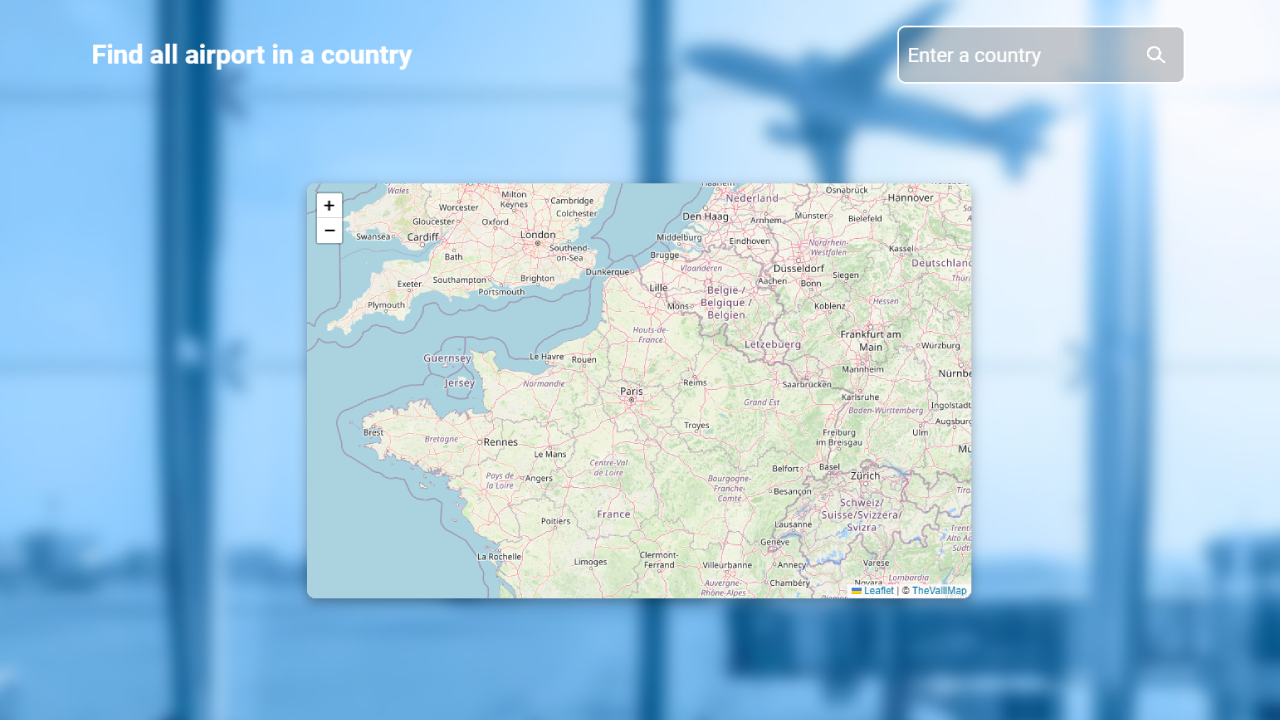 Find all airport in a country
Enter a country
+
−
Wales
Milton
Keynes
Cambridge
Worcester
Colchester
Gloucester
Oxford
Swansea
Cardiff
London
Bath
Southend-
on-Sea
Exeter
Southampton
Brighton
Portsmouth
Plymouth
Haarlem
Nederland
Osnabrück
Hannover
Den Haag
Arnhem
Münster
Bielefeld
Middelburg
Eindhoven
Nordrhein-
Westfalen
Kassel
Brugge
Dunkerque
Vlaanderen
Düsseldorf
Siegen
Deutschland
Aachen
Bonn
Lille
Mons
België /
Belgique /
Belgien
Koblenz
Hessen
Hauts-de-
France
Frankfurt am
Main
Lëtzebuerg
Würzburg
Guernsey
Jersey
Le Havre
Rouen
Normandie
Paris
Reims
Saarbrücken
Mannheim
Karlsruhe
Grand Est
Baden-Württemberg
Ingolstadt
Troyes
Brest
Bretagne
Rennes
Le Mans
Freiburg
im Breisgau
Ulm
Augsburg
Pays de
la Loire
Angers
Centre-Val
de Loire
Belfort
Basel
Zürich
Bourgogne-
Franche-
Comté
Besançon
Schweiz/
Suisse/Svizzera/
Svizra
Poitiers
France
Lausanne
Genève
La Rochelle
Limoges
Clermont-
Ferrand
Villeurbanne
Annecy
Varese
Auvergne-
Rhône-Alpes
Chambéry
Novara
Lombardia
Leaflet | © TheVallMap